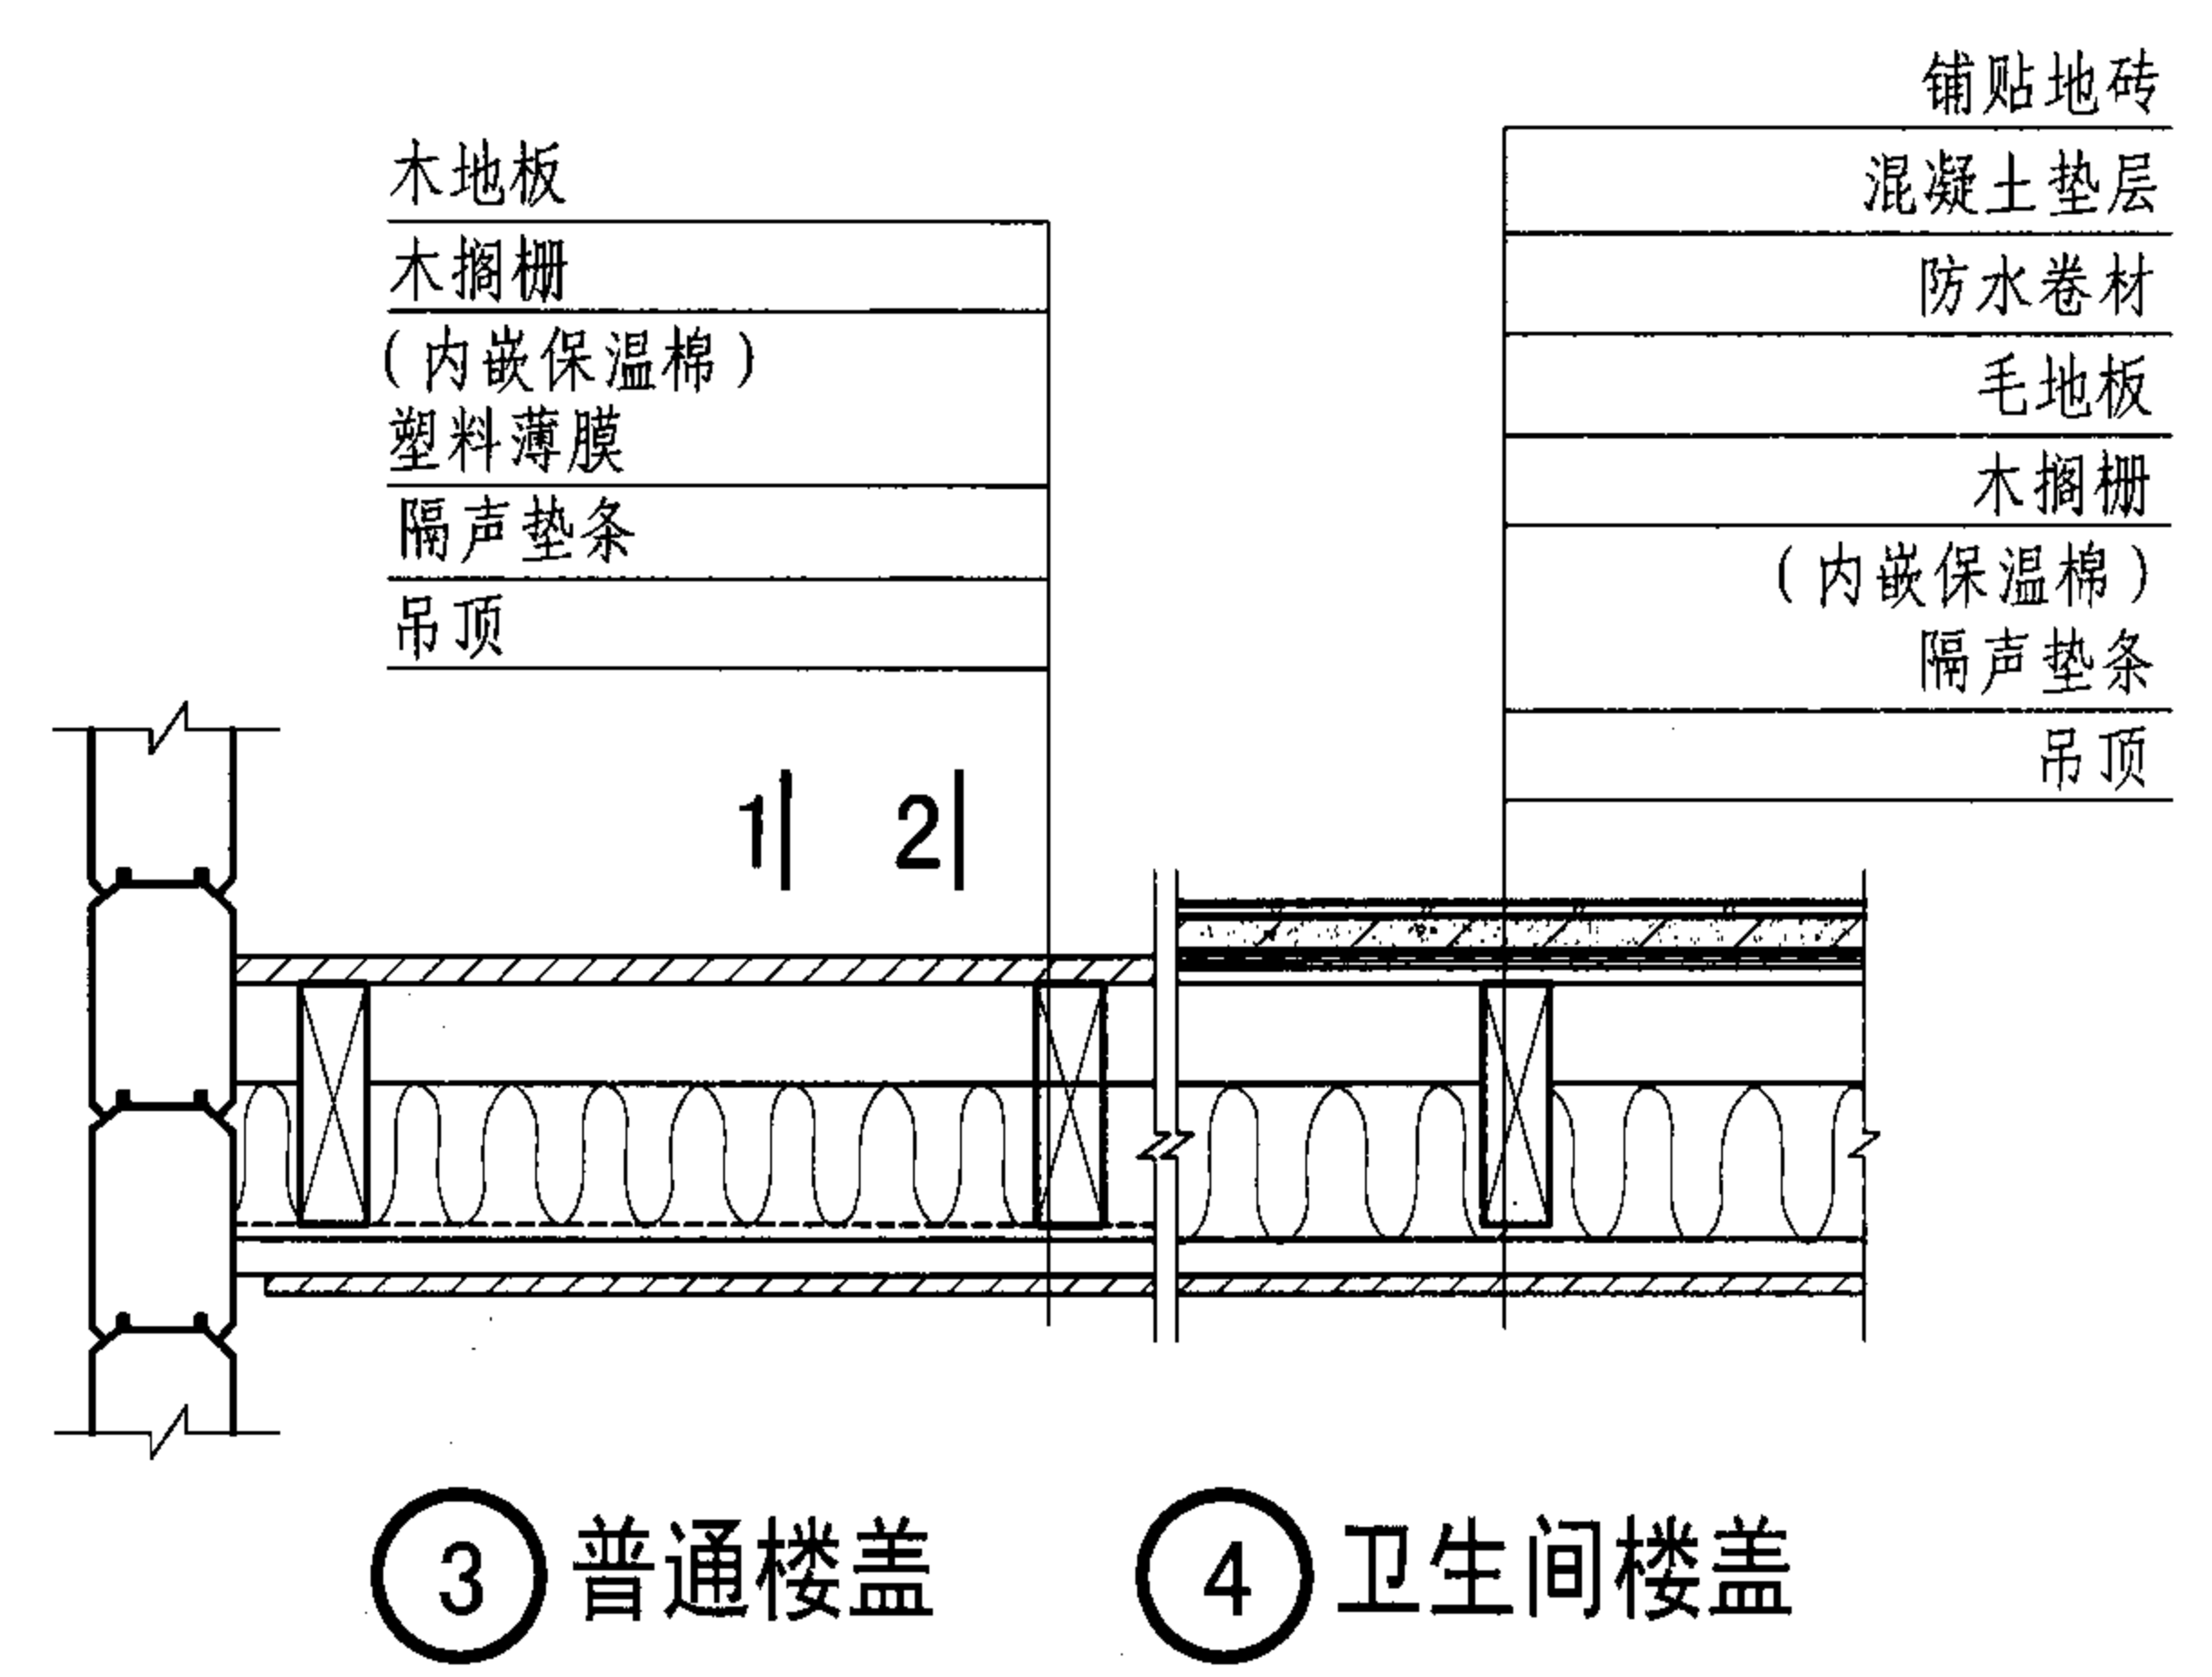 木地板
木搁栅
(内嵌保温棉)
塑料薄膜
隔声垫条
吊顶
铺贴地砖
混凝土垫层
防水卷材
毛地板
木搁栅
(内嵌保温棉)
隔声垫条
吊顶
1 2
3 普通楼盖
4 卫生间楼盖